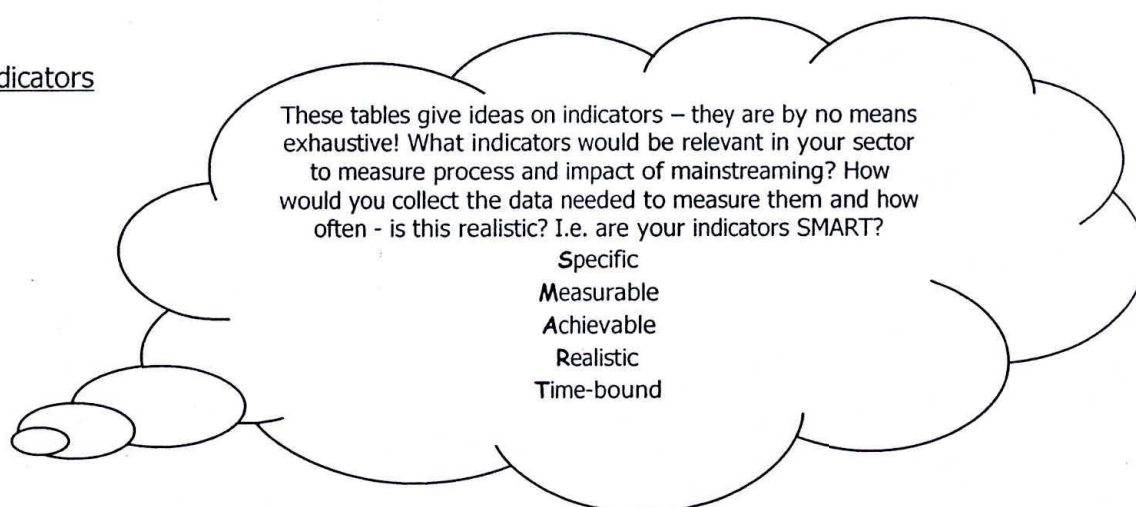 dicators
These tables give ideas on indicators – they are by no means
exhaustive! What indicators would be relevant in your sector
to measure process and impact of mainstreaming? How
would you collect the data needed to measure them and how
often - is this realistic? I.e. are your indicators SMART?
Specific
Measurable
Achievable
Realistic
Time-bound